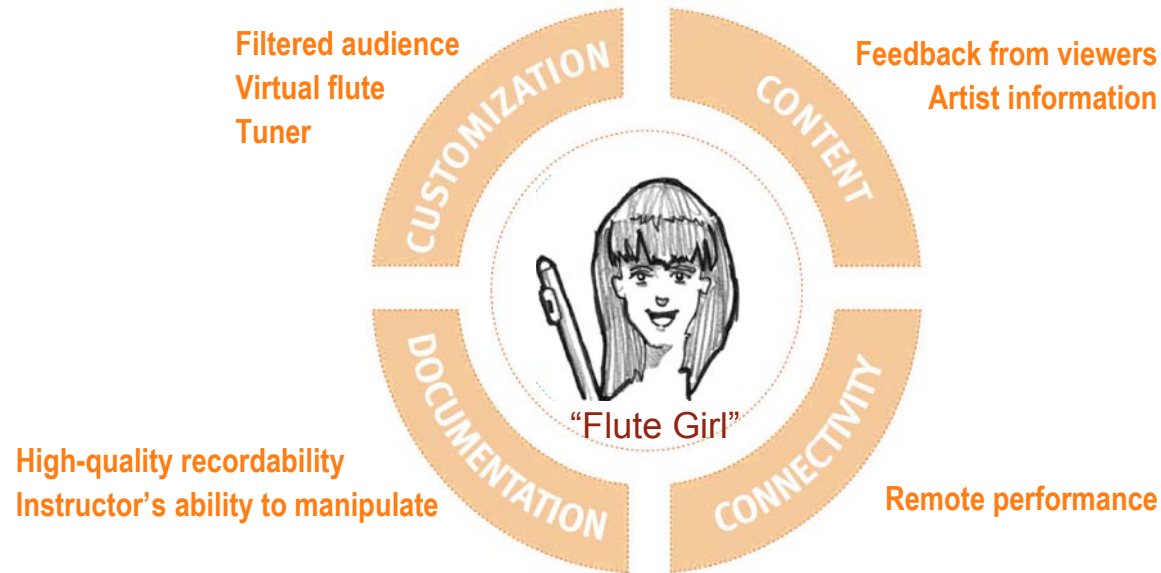 Filtered audience
Virtual flute
Tuner
CUSTOMIZATION
CONTENT
Feedback from viewers
Artist information
“Flute Girl”
High-quality recordability
Instructor’s ability to manipulate
DOCUMENTATION
CONNECTIVITY
Remote performance